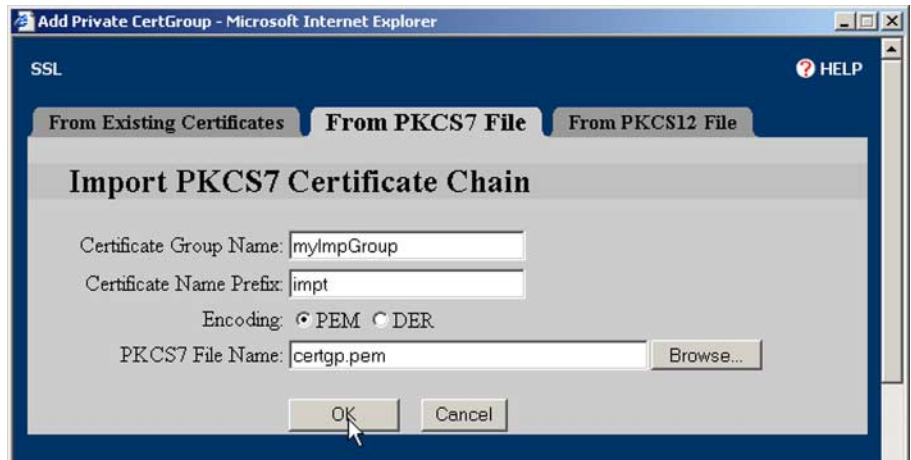 Add Private CertGroup - Microsoft Internet Explorer
SSL
HELP
From Existing Certificates
From PKCS7 File
From PKCS12 File
Import PKCS7 Certificate Chain
Certificate Group Name: myImpGroup
Certificate Name Prefix: impt
Encoding: PEM DER
PKCS7 File Name: certgp.pem Browse...
OK Cancel